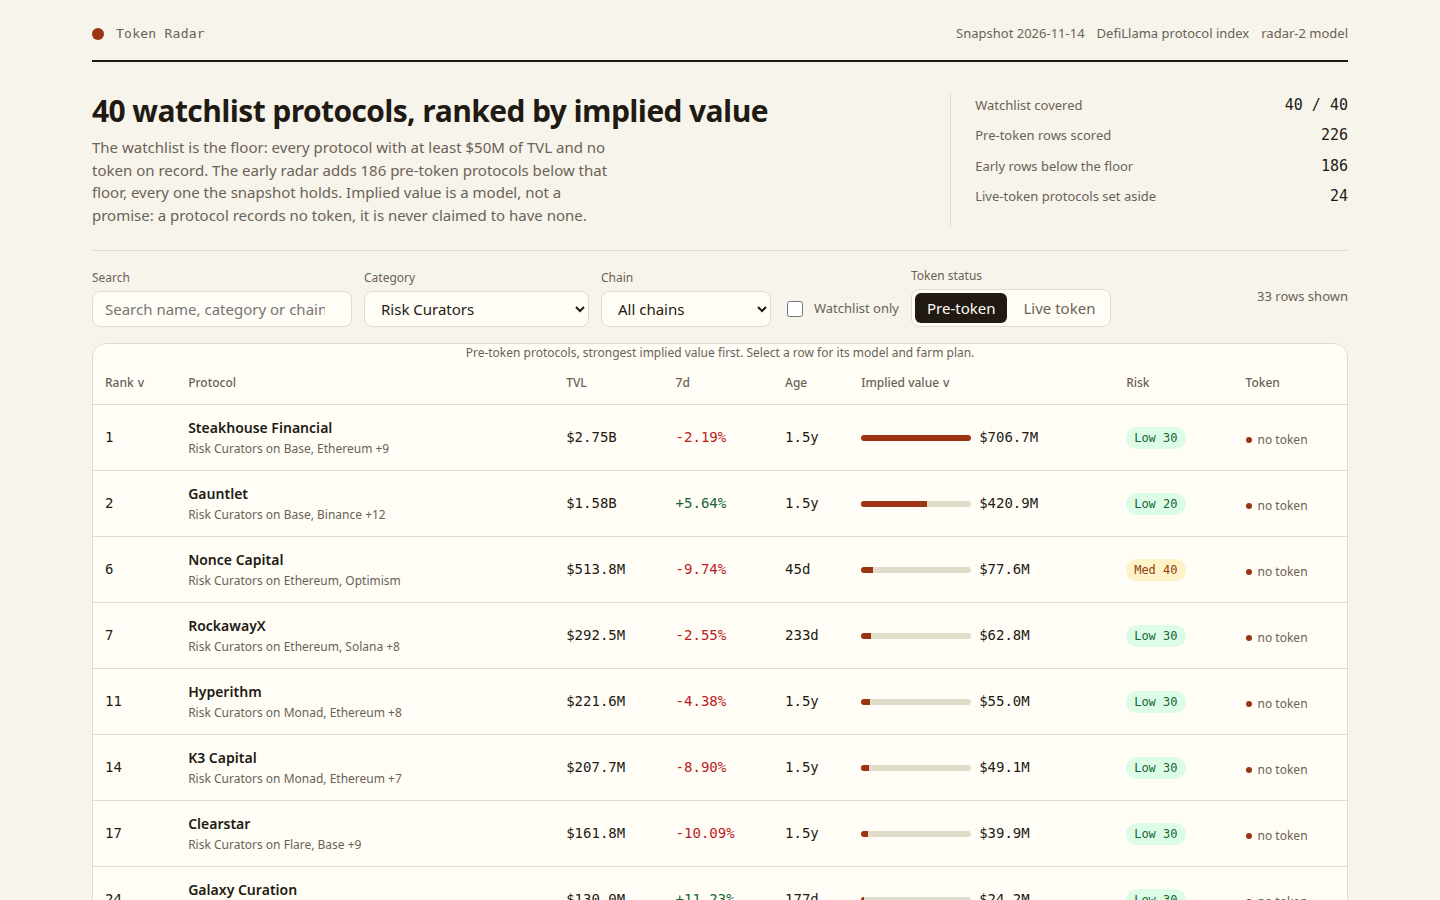 Token Radar
Snapshot 2026-11-14 DefiLlama protocol index radar-2 model
40 watchlist protocols, ranked by implied value
The watchlist is the floor: every protocol with at least $50M of TVL and no
token on record. The early radar adds 186 pre-token protocols below that
floor, every one the snapshot holds. Implied value is a model, not a
promise: a protocol records no token, it is never claimed to have none.
Watchlist covered 40 / 40
Pre-token rows scored 226
Early rows below the floor 186
Live-token protocols set aside 24
Search Category Chain Token status
Search name, category or chain Risk Curators All chains Watchlist only Pre-token Live token 33 rows shown
Pre-token protocols, strongest implied value first. Select a row for its model and farm plan.
Rank v Protocol TVL 7d Age Implied value v Risk Token
1 Steakhouse Financial $2.75B -2.19% 1.5y $706.7M Low 30 no token
Risk Curators on Base, Ethereum +9
2 Gauntlet $1.58B +5.64% 1.5y $420.9M Low 20 no token
Risk Curators on Base, Binance +12
6 Nonce Capital $513.8M -9.74% 45d $77.6M Med 40 no token
Risk Curators on Ethereum, Optimism
7 RockawayX $292.5M -2.55% 233d $62.8M Low 30 no token
Risk Curators on Ethereum, Solana +8
11 Hyperithm $221.6M -4.38% 1.5y $55.0M Low 30 no token
Risk Curators on Monad, Ethereum +8
14 K3 Capital $207.7M -8.90% 1.5y $49.1M Low 30 no token
Risk Curators on Monad, Ethereum +7
17 Clearstar $161.8M -10.09% 1.5y $39.9M Low 30 no token
Risk Curators on Flare, Base +9
24 Galaxy Curation $130.0M +11.23% 177d $24.2M Low 30 no token